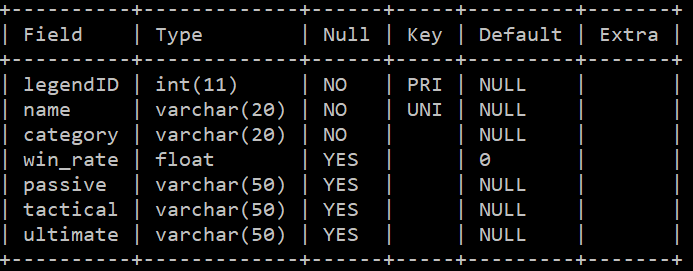 +----------+-------------+------+-----+---------+-------+
| Field    | Type        | Null | Key | Default | Extra |
+----------+-------------+------+-----+---------+-------+
| legendID | int(11)     | NO   | PRI | NULL    |       |
| name     | varchar(20) | NO   | UNI | NULL    |       |
| category | varchar(20) | NO   |     | NULL    |       |
| win_rate | float       | YES  |     | 0       |       |
| passive  | varchar(50) | YES  |     | NULL    |       |
| tactical | varchar(50) | YES  |     | NULL    |       |
| ultimate | varchar(50) | YES  |     | NULL    |       |
+----------+-------------+------+-----+---------+-------+